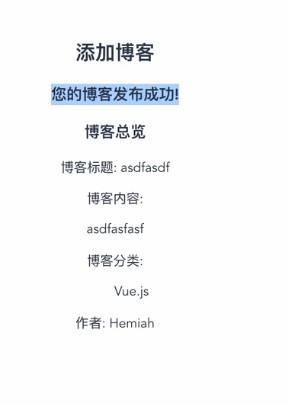 添加博客
您的博客发布成功!
博客总览
博客标题: asdfasdf
博客内容:
asdfasfasf
博客分类:
Vue.js
作者: Hemiah